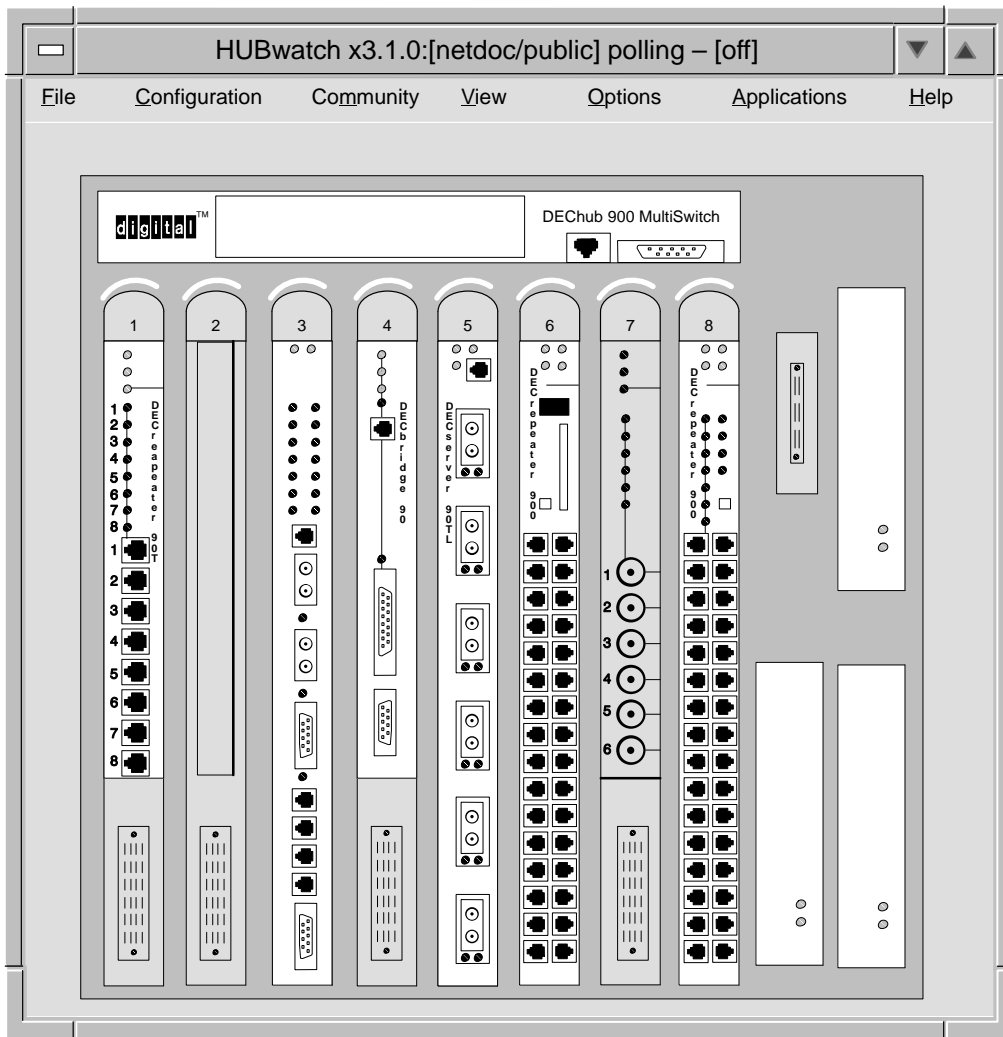 HUBwatch x3.1.0:[netdoc/public] polling – [off]
File Configuration Community View Options Applications Help
digital™
DEChub 900 MultiSwitch
1 2 3 4 5 6 7 8
DECreapeater 90T
1
2
3
4
5
6
7
8
1
2
3
4
5
6
7
8
DECbridge 90
DECserver 90TL
DECrepeater 900
1
2
3
4
5
6
DECrepeater 900